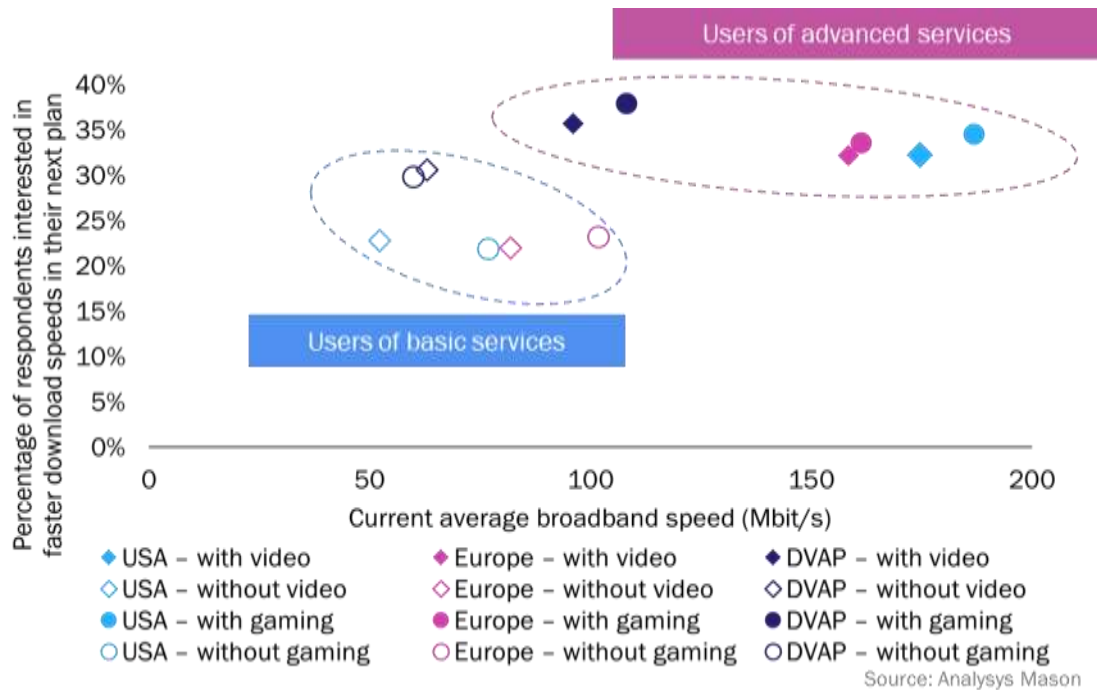 Users of advanced services
Percentage of respondents interested in
faster download speeds in their next plan
40%
35%
30%
25%
20%
15%
10%
5%
0%
Users of basic services
0 50 100 150 200
Current average broadband speed (Mbit/s)
USA – with video Europe – with video DVAP – with video
USA – without video Europe – without video DVAP – without video
USA – with gaming Europe – with gaming DVAP – with gaming
USA – without gaming Europe – without gaming DVAP – without gaming
Source: Analysys Mason